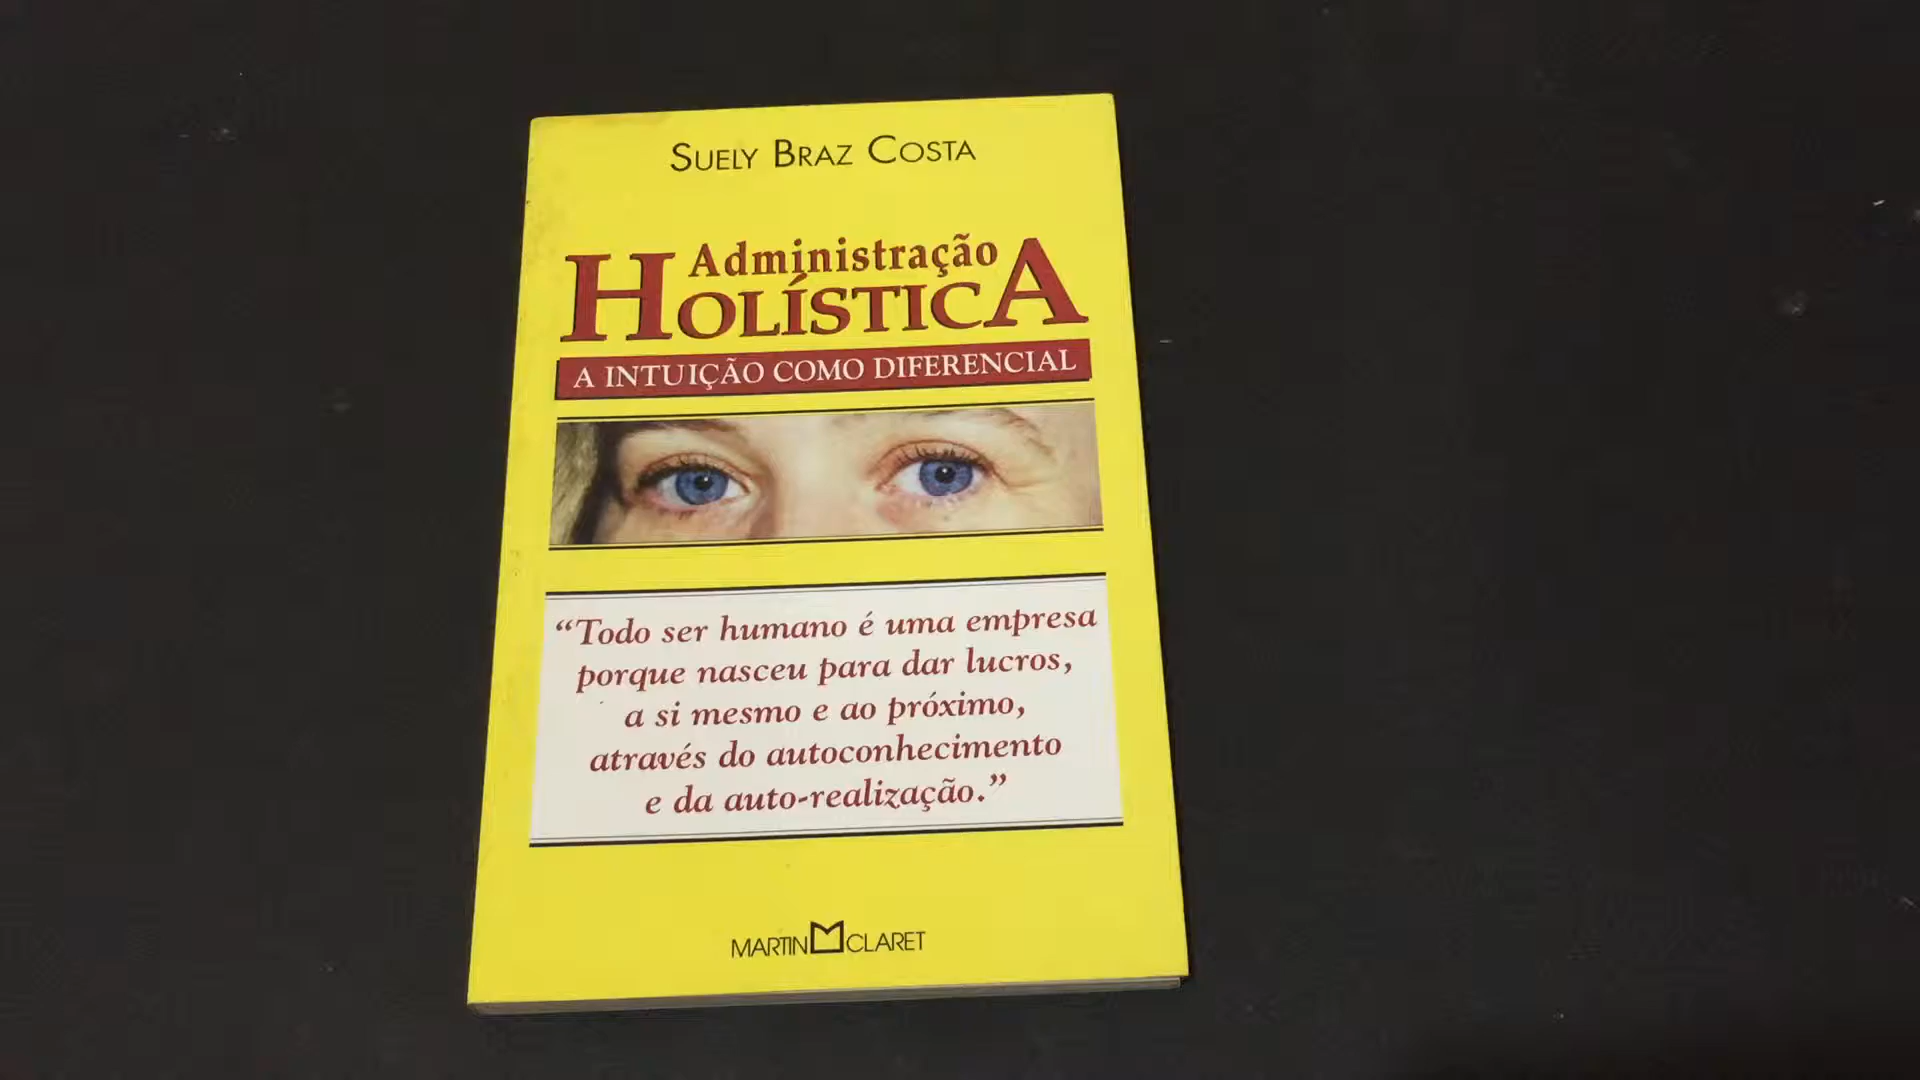 SUELY BRAZ COSTA
Administração
HOLÍSTICA
A INTUIÇÃO COMO DIFERENCIAL
“Todo ser humano é uma empresa
porque nasceu para dar lucros,
a si mesmo e ao próximo,
através do autoconhecimento
e da auto-realização.”
MARTIN CLARET